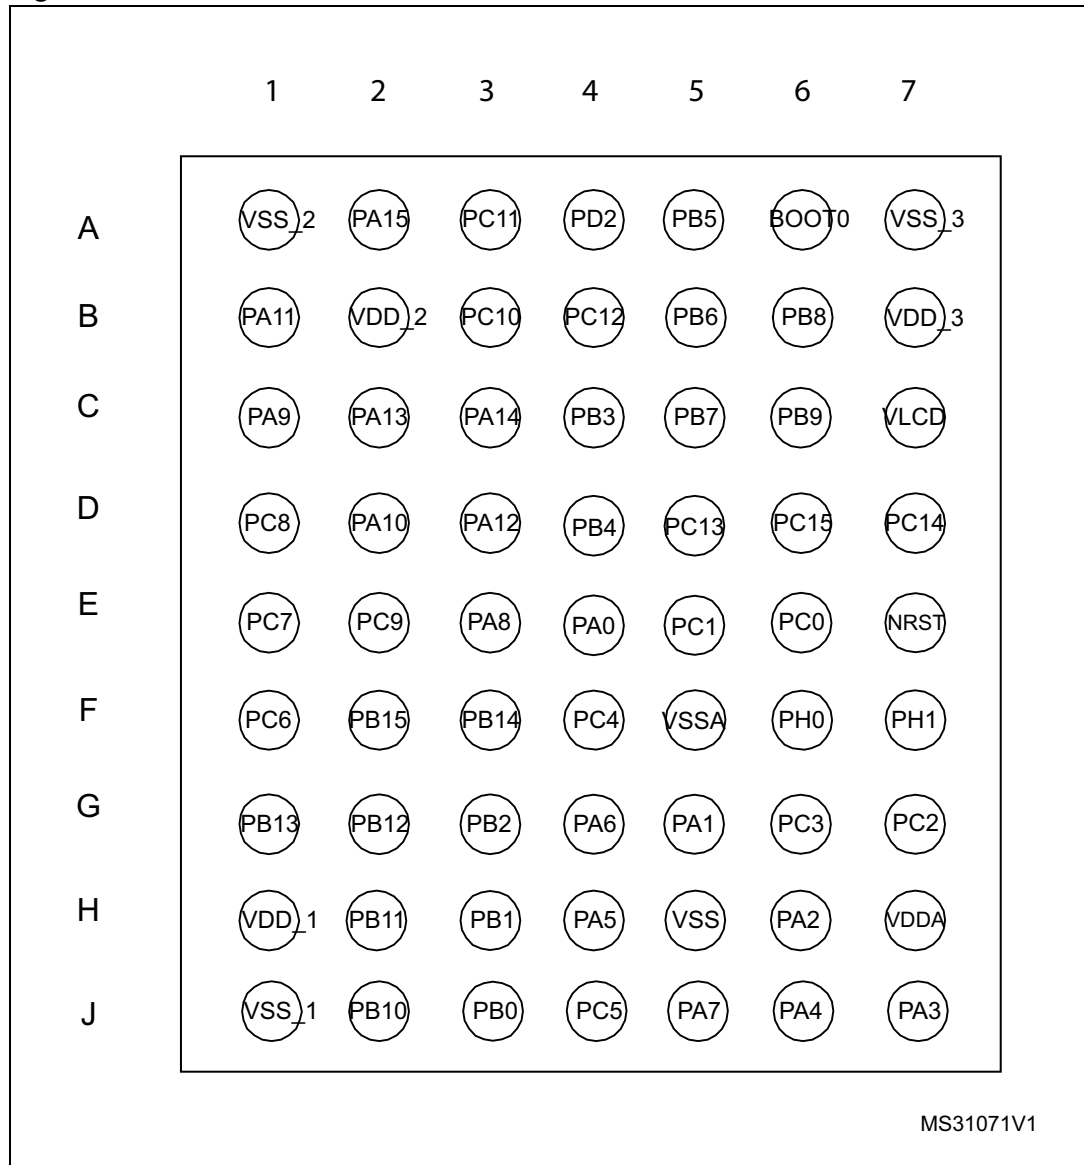 1 2 3 4 5 6 7
A VSS_2 PA15 PC11 PD2 PB5 BOOT0 VSS_3
B PA11 VDD_2 PC10 PC12 PB6 PB8 VDD_3
C PA9 PA13 PA14 PB3 PB7 PB9 VLCD
D PC8 PA10 PA12 PB4 PC13 PC15 PC14
E PC7 PC9 PA8 PA0 PC1 PC0 NRST
F PC6 PB15 PB14 PC4 VSSA PH0 PH1
G PB13 PB12 PB2 PA6 PA1 PC3 PC2
H VDD_1 PB11 PB1 PA5 VSS PA2 VDDA
J VSS_1 PB10 PB0 PC5 PA7 PA4 PA3
MS31071V1